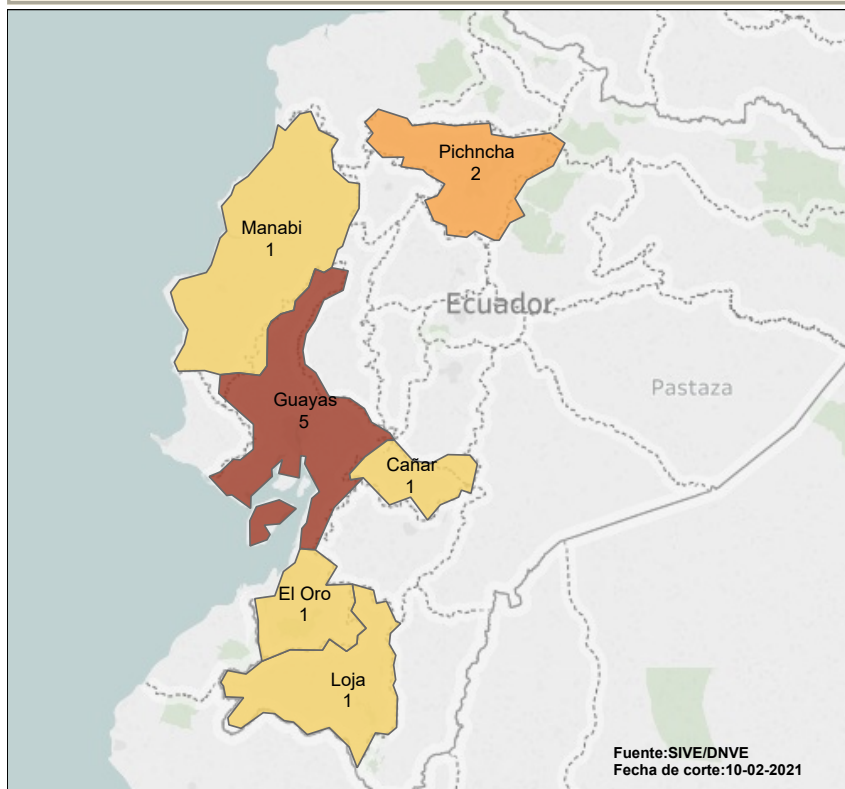 Pichncha
2
Manabi
1
Ecuador
Pastaza
Guayas
5
Cañar
1
El Oro
1
Loja
1
Fuente:SIVE/DNVE
Fecha de corte:10-02-2021